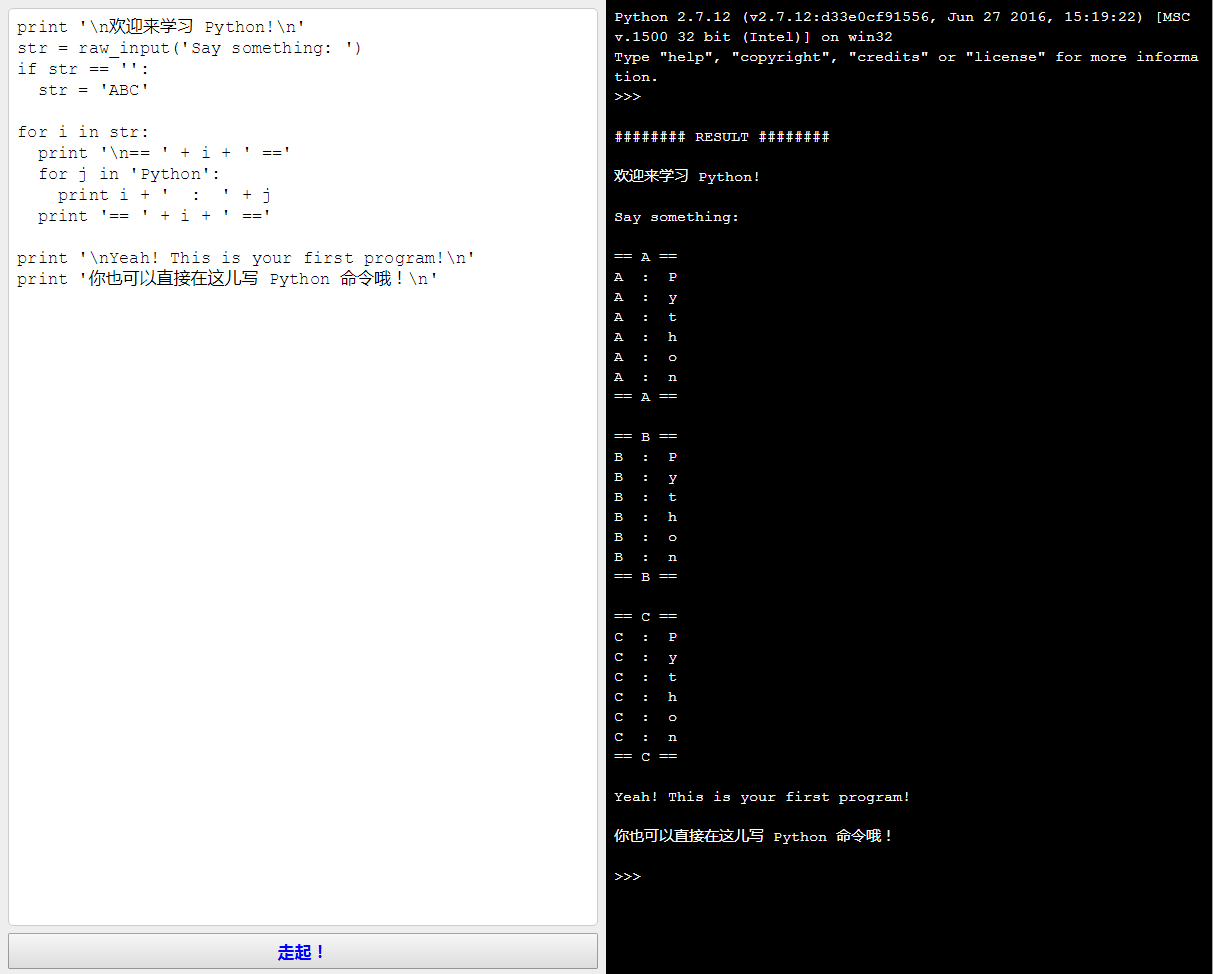 print '\n欢迎来学习 Python!\n'
str = raw_input('Say something: ')
if str == '':
  str = 'ABC'

for i in str:
  print '\n== ' + i + ' =='
  for j in 'Python':
    print i + '  :  ' + j
  print '== ' + i + ' =='

print '\nYeah! This is your first program!\n'
print '你也可以直接在这儿写 Python 命令哦！\n'
走起！
Python 2.7.12 (v2.7.12:d33e0cf91556, Jun 27 2016, 15:19:22) [MSC
v.1500 32 bit (Intel)] on win32
Type "help", "copyright", "credits" or "license" for more informa
tion.
>>>

######## RESULT ########

欢迎来学习 Python!

Say something:

== A ==
A  :  P
A  :  y
A  :  t
A  :  h
A  :  o
A  :  n
== A ==

== B ==
B  :  P
B  :  y
B  :  t
B  :  h
B  :  o
B  :  n
== B ==

== C ==
C  :  P
C  :  y
C  :  t
C  :  h
C  :  o
C  :  n
== C ==

Yeah! This is your first program!

你也可以直接在这儿写 Python 命令哦！

>>>